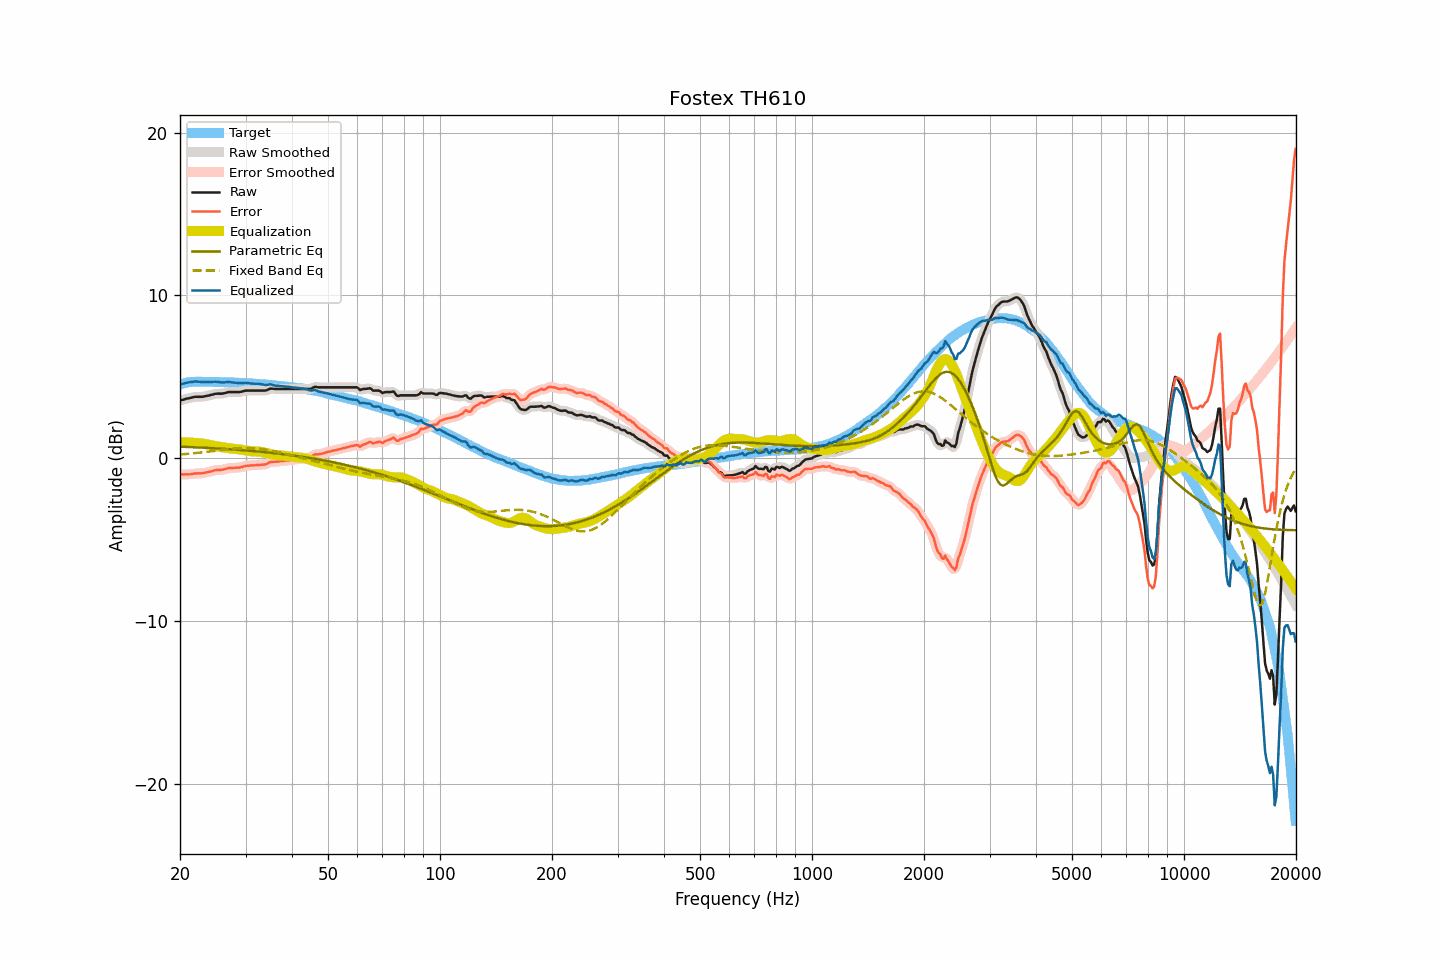 Fostex TH610
Target
Raw Smoothed
Error Smoothed
Raw
Error
Equalization
Parametric Eq
Fixed Band Eq
Equalized
20
10
0
−10
−20
Amplitude (dBr)
20 50 100 200 500 1000 2000 5000 10000 20000
Frequency (Hz)